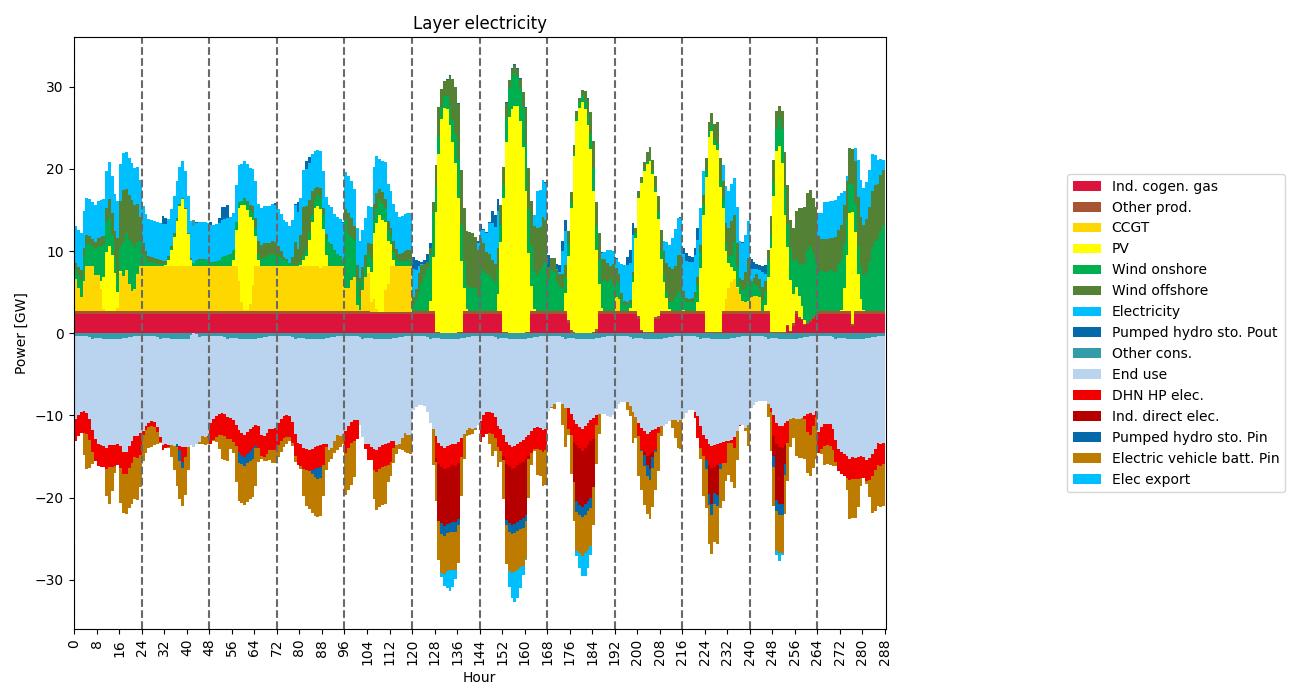 Layer electricity
Power [GW]
30
20
10
0
−10
−20
−30
0 8 16 24 32 40 48 56 64 72 80 88 96 104 112 120 128 136 144 152 160 168 176 184 192 200 208 216 224 232 240 248 256 264 272 280 288
Hour
Ind. cogen. gas
Other prod.
CCGT
PV
Wind onshore
Wind offshore
Electricity
Pumped hydro sto. Pout
Other cons.
End use
DHN HP elec.
Ind. direct elec.
Pumped hydro sto. Pin
Electric vehicle batt. Pin
Elec export